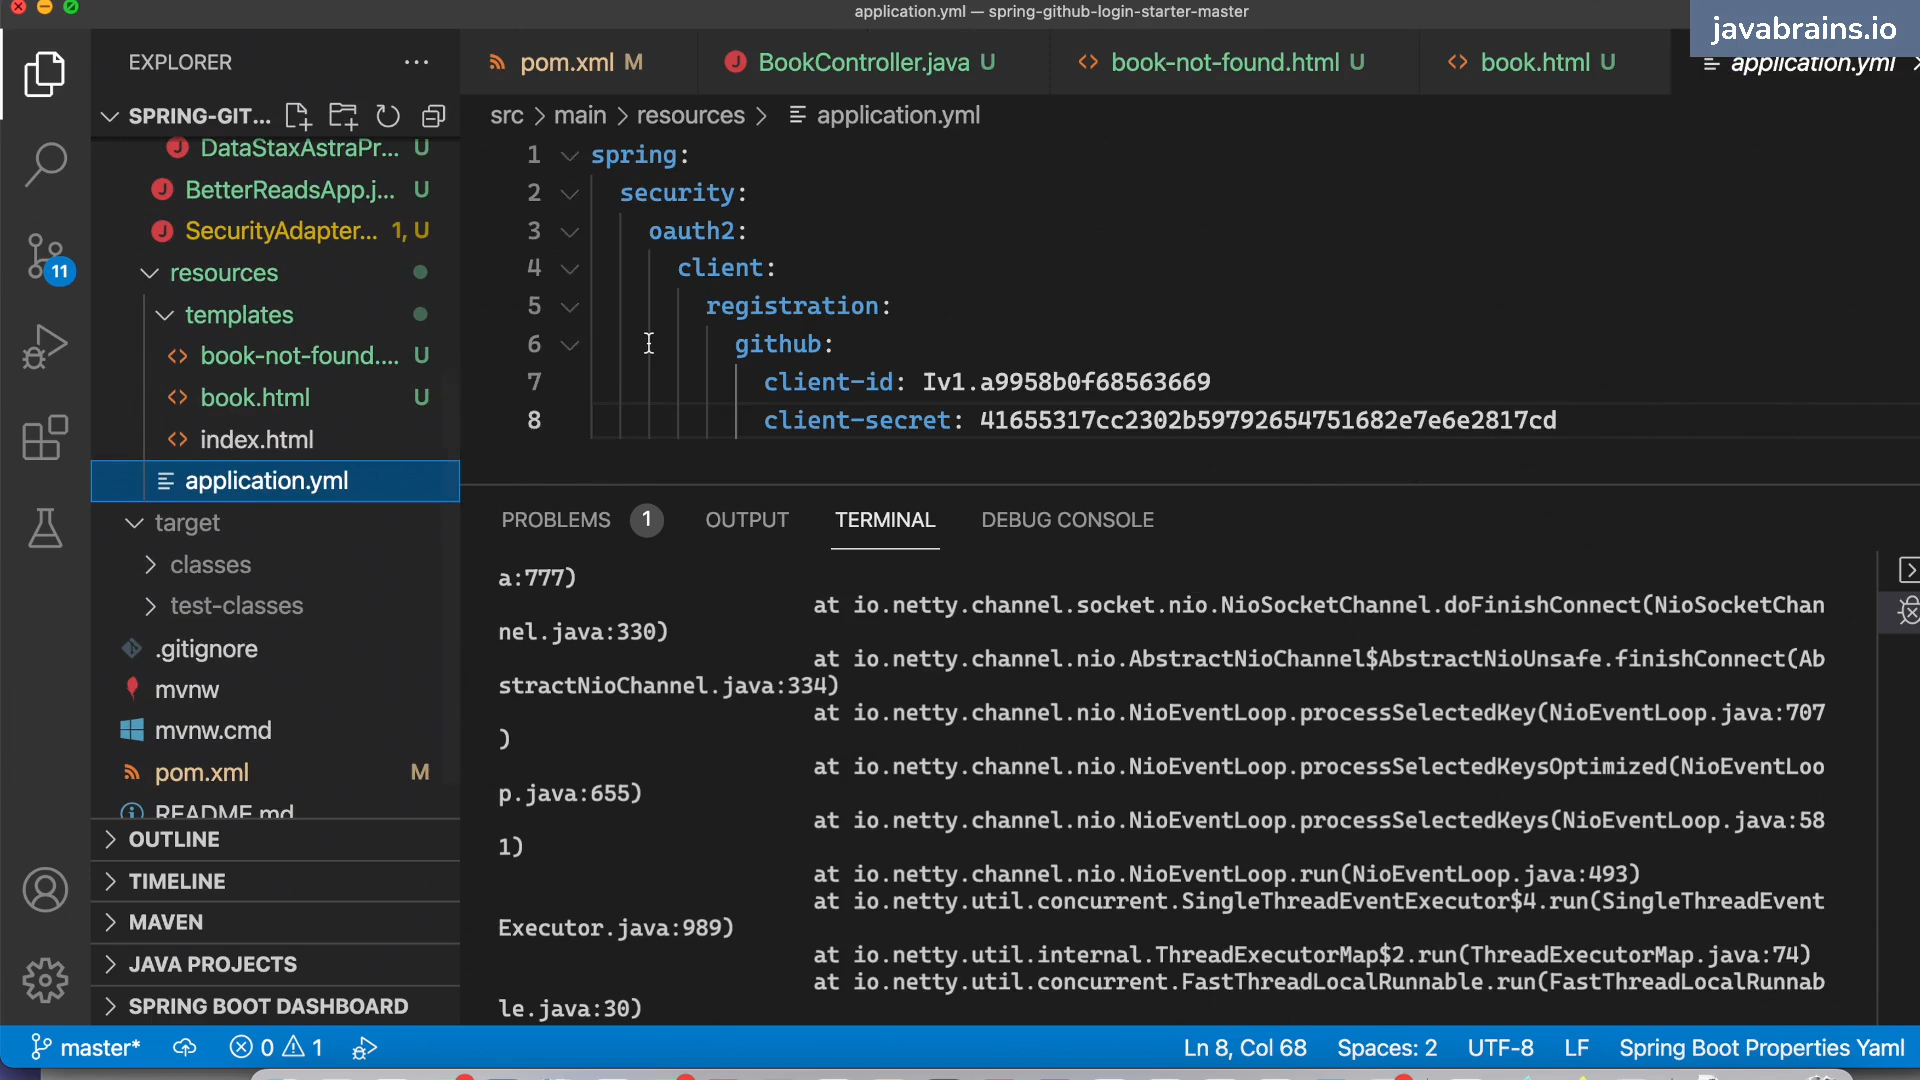 application.yml — spring-github-login-starter-master
javabrains.io
EXPLORER
pom.xml M
BookController.java U
book-not-found.html U
book.html U
application.yml
SPRING-GIT...
src > main > resources > application.yml
DataStaxAstraPr... U
BetterReadsApp.j... U
SecurityAdapter... 1, U
resources
templates
book-not-found.... U
book.html U
index.html
application.yml
target
classes
test-classes
.gitignore
mvnw
mvnw.cmd
pom.xml M
README.md
OUTLINE
TIMELINE
MAVEN
JAVA PROJECTS
SPRING BOOT DASHBOARD
11
1 spring:
2 security:
3 oauth2:
4 client:
5 registration:
6 github:
7 client-id: Iv1.a9958b0f68563669
8 client-secret: 41655317cc2302b59792654751682e7e6e2817cd
PROBLEMS 1 OUTPUT TERMINAL DEBUG CONSOLE
a:777)
at io.netty.channel.socket.nio.NioSocketChannel.doFinishConnect(NioSocketChan
nel.java:330)
at io.netty.channel.nio.AbstractNioChannel$AbstractNioUnsafe.finishConnect(Ab
stractNioChannel.java:334)
at io.netty.channel.nio.NioEventLoop.processSelectedKey(NioEventLoop.java:707
)
at io.netty.channel.nio.NioEventLoop.processSelectedKeysOptimized(NioEventLoo
p.java:655)
at io.netty.channel.nio.NioEventLoop.processSelectedKeys(NioEventLoop.java:58
1)
at io.netty.channel.nio.NioEventLoop.run(NioEventLoop.java:493)
at io.netty.util.concurrent.SingleThreadEventExecutor$4.run(SingleThreadEvent
Executor.java:989)
at io.netty.util.internal.ThreadExecutorMap$2.run(ThreadExecutorMap.java:74)
at io.netty.util.concurrent.FastThreadLocalRunnable.run(FastThreadLocalRunnab
le.java:30)
master* 0 1 Ln 8, Col 68 Spaces: 2 UTF-8 LF Spring Boot Properties Yaml